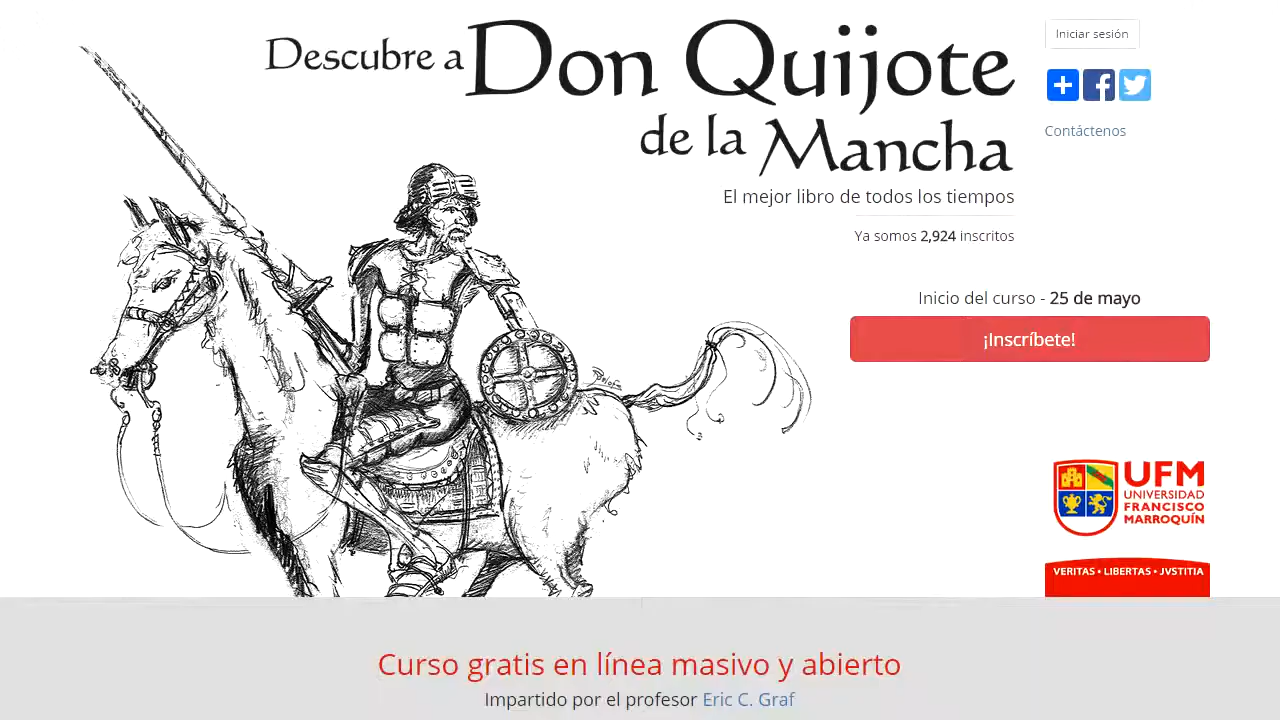 Descubre a Don Quijote
de la Mancha
El mejor libro de todos los tiempos
Ya somos 2,924 inscritos
Iniciar sesión
Contáctenos
Inicio del curso - 25 de mayo
¡Inscríbete!
UFM
UNIVERSIDAD
FRANCISCO
MARROQUÍN
VERITAS • LIBERTAS • JVSTITIA
Curso gratis en línea masivo y abierto
Impartido por el profesor Eric C. Graf